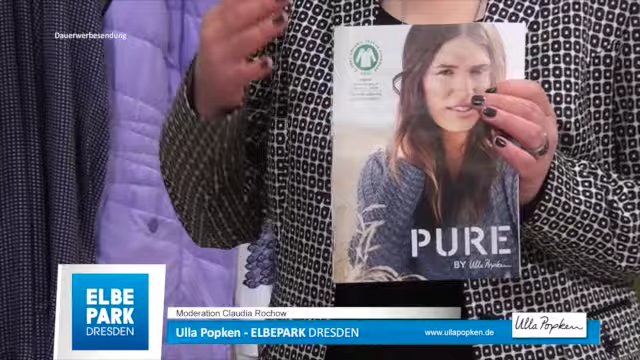 Dauerwerbesendung
PURE
BY Ulla Popken
ELBE
PARK
DRESDEN
Moderation Claudia Rochow
Ulla Popken - ELBEPARK DRESDEN
www.ullapopken.de
Ulla Popken